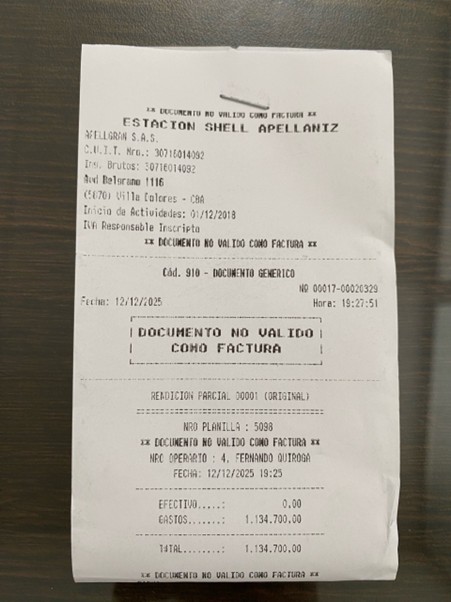 ** DOCUMENTO NO VALIDO COMO FACTURA **
ESTACION SHELL APELLANIZ
APELLGRAN S.A.S.
C.U.I.T. Nro.: 30716014092
Ing. Brutos: 30716014092
Avd Belgrano 1116
(5870) Villa Dolores - CBA
Inicio de Actividades: 01/12/2018
IVA Responsable Inscripto
** DOCUMENTO NO VALIDO COMO FACTURA **
Cód. 910 - DOCUMENTO GENERICO
Nº 00017-00020329
Fecha: 12/12/2025 Hora: 19:27:51
DOCUMENTO NO VALIDO
COMO FACTURA
RENDICION PARCIAL 00001 (ORIGINAL)
NRO PLANILLA : 5098
** DOCUMENTO NO VALIDO COMO FACTURA **
NRO OPERARIO : 4, FERNANDO QUIROGA
FECHA: 12/12/2025 19:25
EFECTIVO.....: 0.00
GASTOS......: 1.134.700.00
TOTAL.......: 1.134.700.00
** DOCUMENTO NO VALIDO COMO FACTURA **